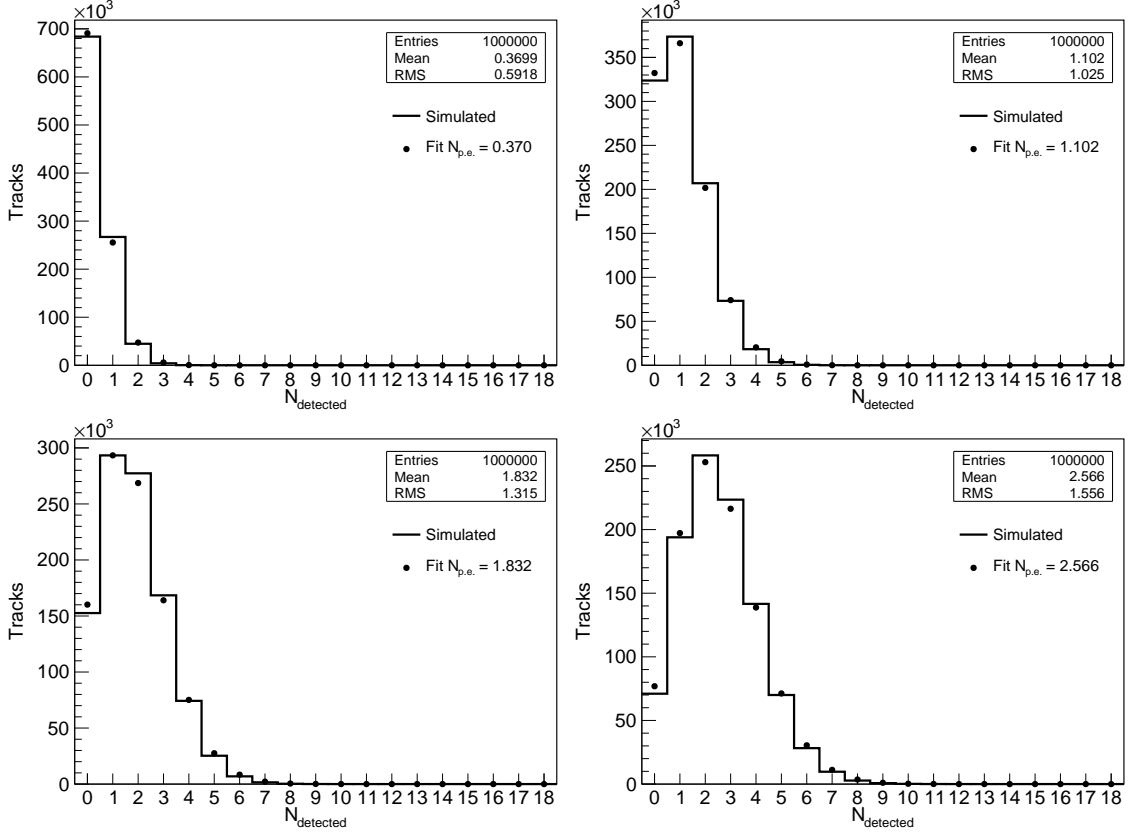 ×10³
700
600
500
400
300
200
100
0
Tracks
Entries 1000000
Mean 0.3699
RMS 0.5918
Simulated
Fit N_p.e. = 0.370
0 1 2 3 4 5 6 7 8 9 10 11 12 13 14 15 16 17 18
N_detected
×10³
350
300
250
200
150
100
50
0
Tracks
Entries 1000000
Mean 1.102
RMS 1.025
Simulated
Fit N_p.e. = 1.102
0 1 2 3 4 5 6 7 8 9 10 11 12 13 14 15 16 17 18
N_detected
×10³
300
250
200
150
100
50
0
Tracks
Entries 1000000
Mean 1.832
RMS 1.315
Simulated
Fit N_p.e. = 1.832
0 1 2 3 4 5 6 7 8 9 10 11 12 13 14 15 16 17 18
N_detected
×10³
250
200
150
100
50
0
Tracks
Entries 1000000
Mean 2.566
RMS 1.556
Simulated
Fit N_p.e. = 2.566
0 1 2 3 4 5 6 7 8 9 10 11 12 13 14 15 16 17 18
N_detected